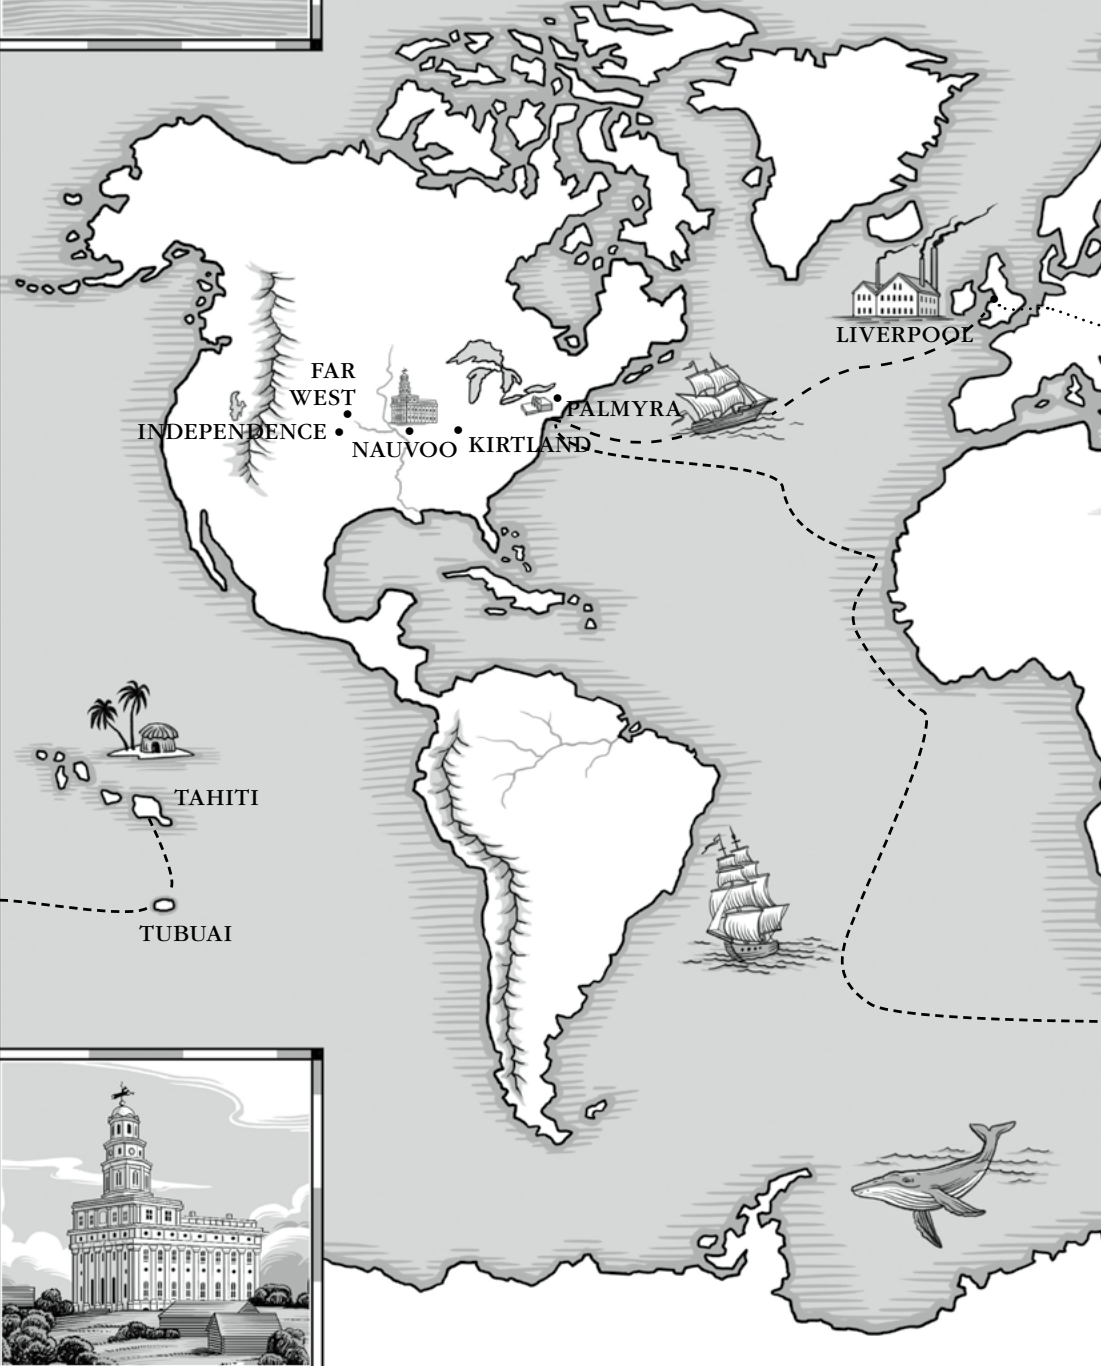 LIVERPOOL
FAR
WEST
PALMYRA
INDEPENDENCE
NAUVOO
KIRTLAND
TAHITI
TUBUAI